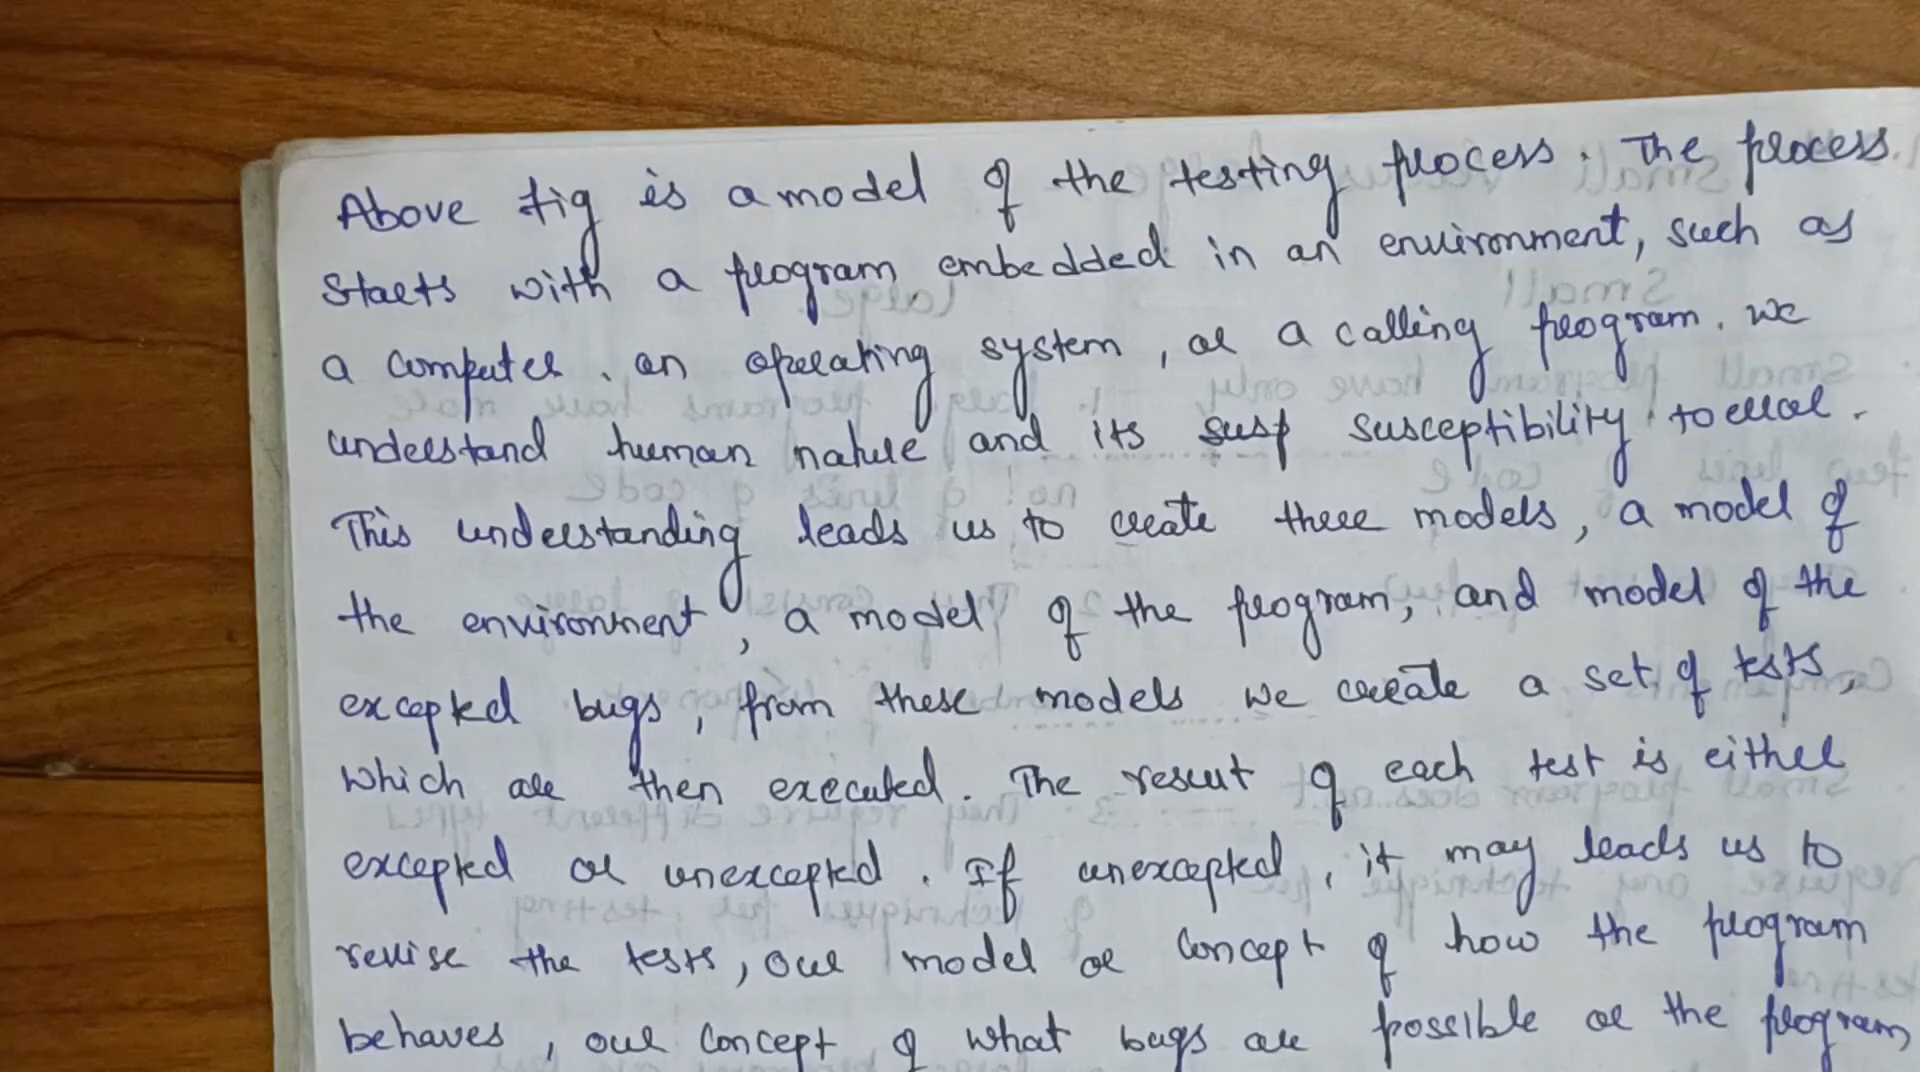 Above fig is a model of the testing process. The process
starts with a program embedded in an environment, such as
a computer. an operating system, or a calling program. we
understand human nature and its susp susceptibility to error.
This understanding leads us to create three models, a model of
the environment, a model of the program, and model of the
excepted bugs, from these models we create a set of tests,
which are then executed. The resut of each test is either
excepted or unexcepted. If unexcepted, it may leads us to
revise the tests, our model or concept of how the program
behaves, our concept of what bugs are possible or the program